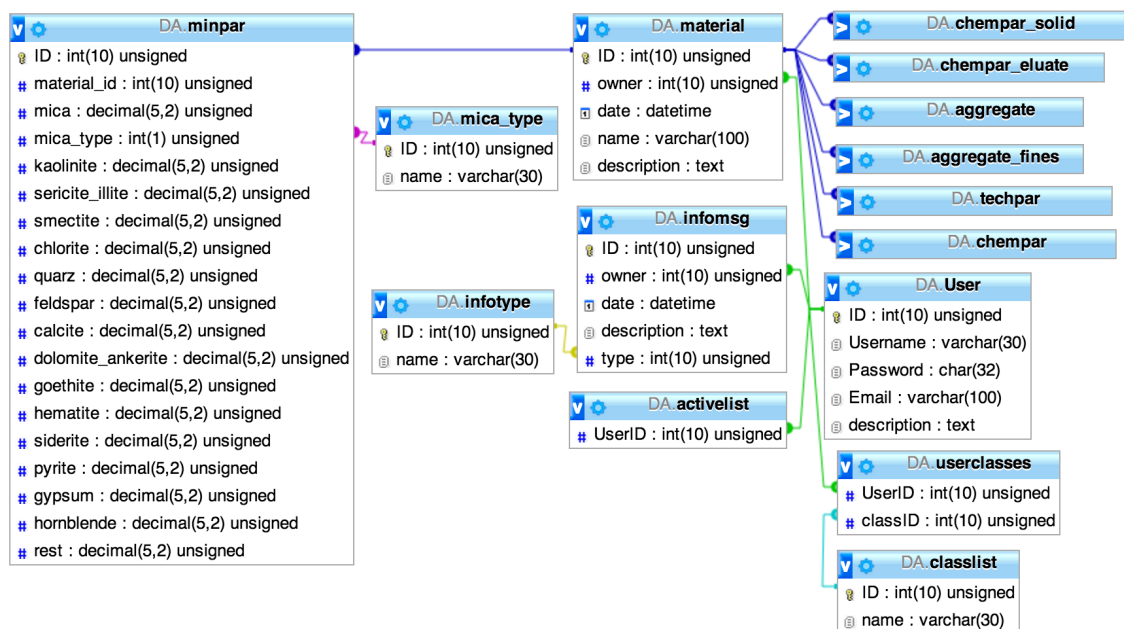 DA.minpar
ID : int(10) unsigned
material_id : int(10) unsigned
mica : decimal(5,2) unsigned
mica_type : int(1) unsigned
kaolinite : decimal(5,2) unsigned
sericite_illite : decimal(5,2) unsigned
smectite : decimal(5,2) unsigned
chlorite : decimal(5,2) unsigned
quarz : decimal(5,2) unsigned
feldspar : decimal(5,2) unsigned
calcite : decimal(5,2) unsigned
dolomite_ankerite : decimal(5,2) unsigned
goethite : decimal(5,2) unsigned
hematite : decimal(5,2) unsigned
siderite : decimal(5,2) unsigned
pyrite : decimal(5,2) unsigned
gypsum : decimal(5,2) unsigned
hornblende : decimal(5,2) unsigned
rest : decimal(5,2) unsigned
DA.mica_type
ID : int(10) unsigned
name : varchar(30)
DA.infotype
ID : int(10) unsigned
name : varchar(30)
DA.material
ID : int(10) unsigned
owner : int(10) unsigned
date : datetime
name : varchar(100)
description : text
DA.infomsg
ID : int(10) unsigned
owner : int(10) unsigned
date : datetime
description : text
type : int(10) unsigned
DA.activelist
UserID : int(10) unsigned
DA.chempar_solid
DA.chempar_eluate
DA.aggregate
DA.aggregate_fines
DA.techpar
DA.chempar
DA.User
ID : int(10) unsigned
Username : varchar(30)
Password : char(32)
Email : varchar(100)
description : text
DA.userclasses
UserID : int(10) unsigned
classID : int(10) unsigned
DA.classlist
ID : int(10) unsigned
name : varchar(30)